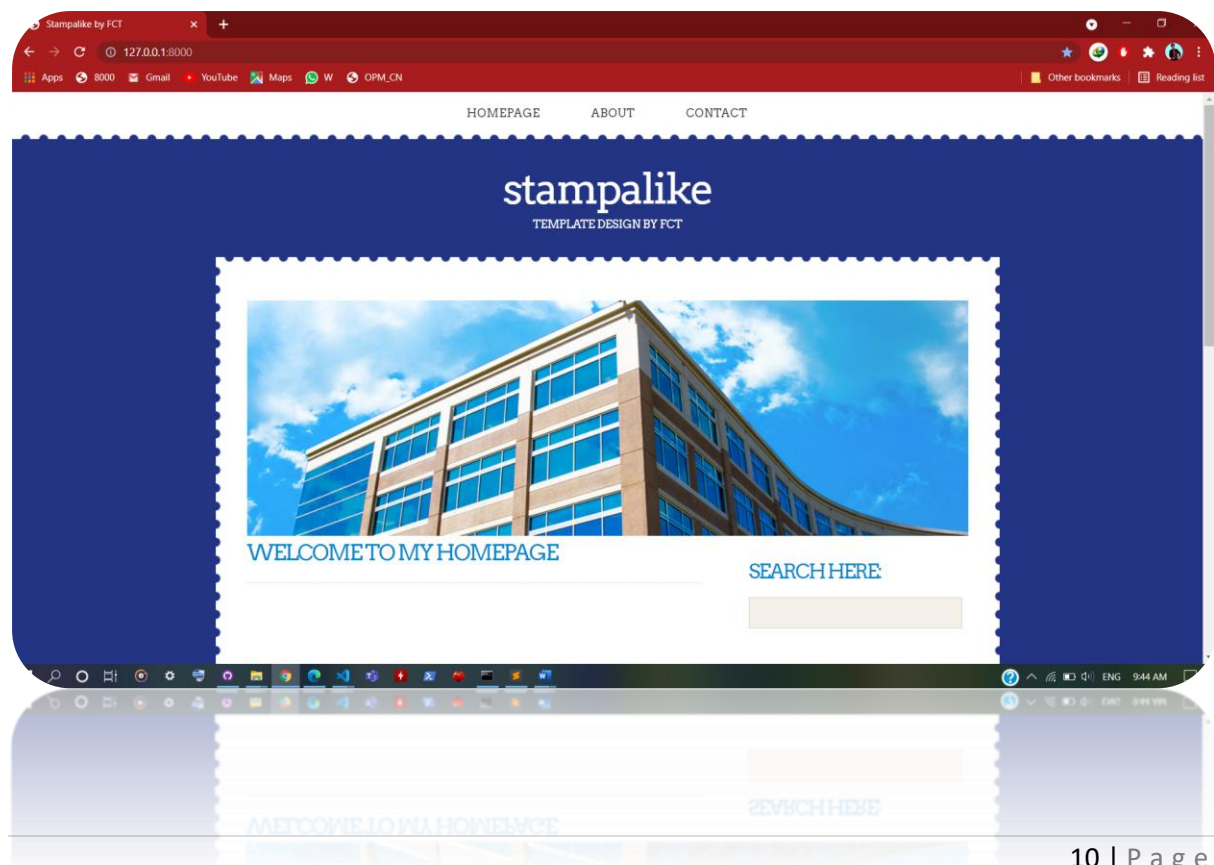 Stampalike by FCT
127.0.0.1:8000
Apps 8000 Gmail YouTube Maps W OPM_CN Other bookmarks Reading list
HOMEPAGE ABOUT CONTACT
stampalike
TEMPLATE DESIGN BY FCT
WELCOME TO MY HOMEPAGE
SEARCH HERE:
ENG 9:44 AM
10 | Page